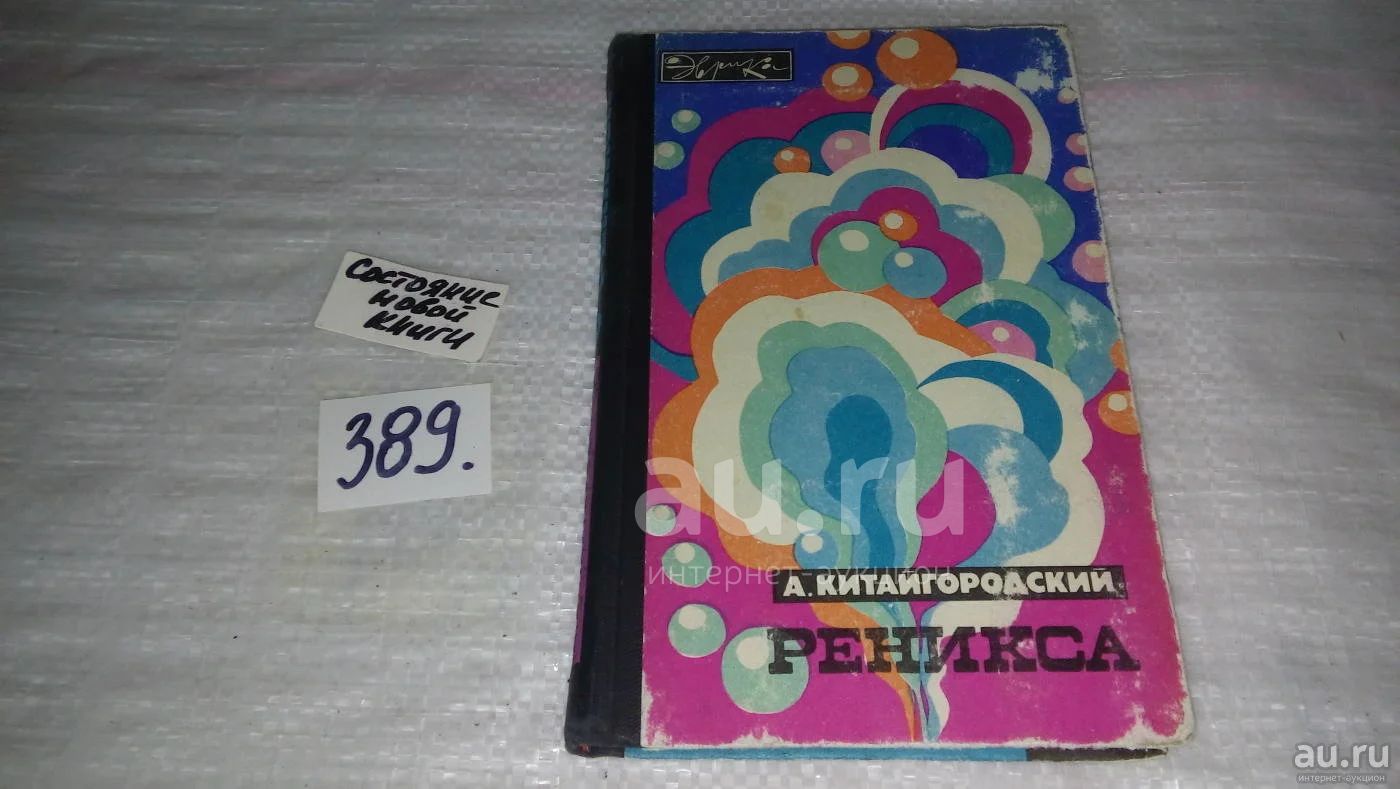 Эврика
Состояние
новой
книги
389.
au.ru
интернет-аукцион
А. КИТАЙГОРОДСКИЙ
РЕНИКСА
au.ru
интернет-аукцион